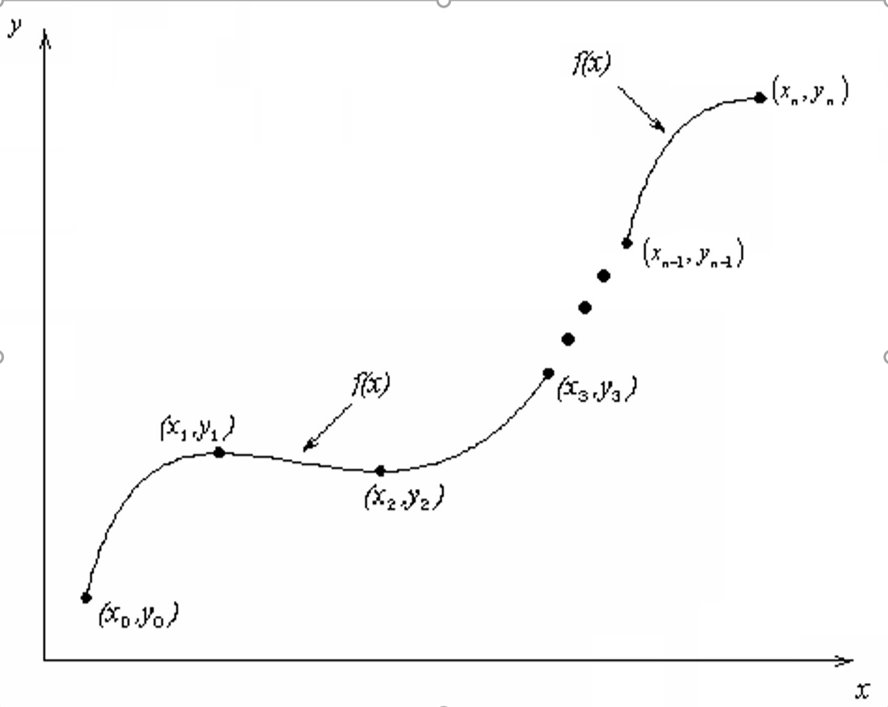 y
f(x)
(xₙ, yₙ)
(xₙ₋₁, yₙ₋₁)
f(x)
(x₃,y₃)
(x₁,y₁)
(x₂,y₂)
(x₀,y₀)
x